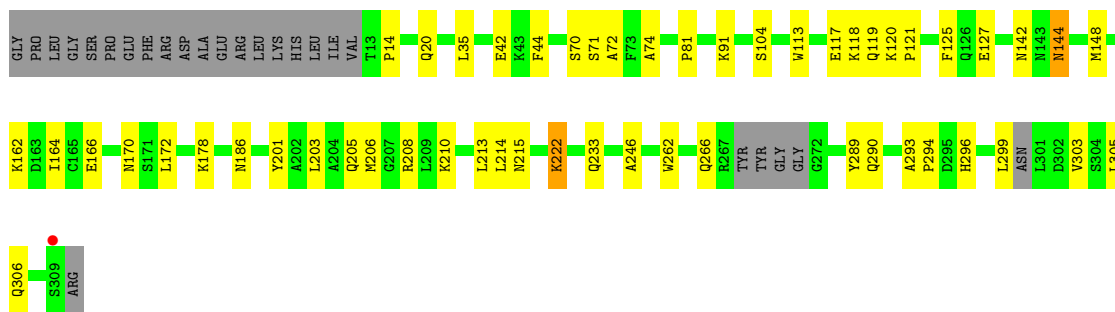 GLY PRO LEU GLY SER PRO PHE GLU ARG ASP ALA GLU ARG LEU LYS HIS LEU ILE VAL T13 P14 Q20 L35 E42 K43 F44 S70 S71 A72 F73 A74 P81 K91 S104 W113 E117 K118 Q119 K120 P121 F125 Q126 E127 N142 N143 N144 M148
K162 D163 I164 C165 E166 N170 S171 L172 K178 N186 Y201 A202 L203 A204 Q205 M206 G207 R208 L209 K210 L213 L214 N215 K222 Q233 A246 W262 Q266 R267 TYR TYR GLY GLY G272 Y289 Q290 A293 P294 D295 H296 L299 ASN L301 D302 V303 S304 L305
Q306 S309 ARG